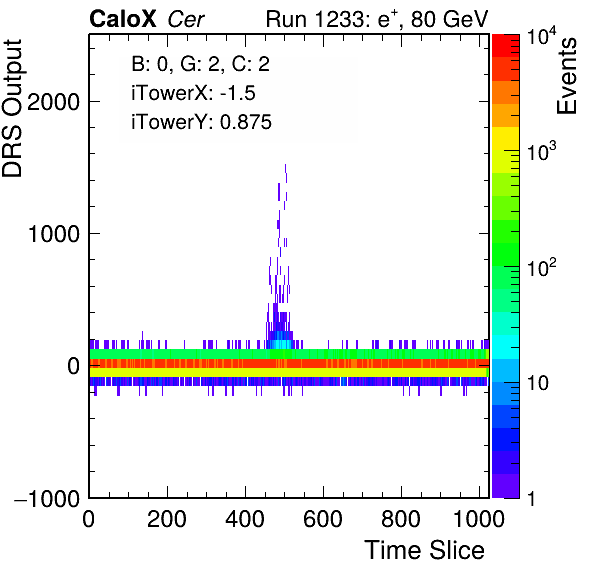 CaloX Cer Run 1233: e⁺, 80 GeV
B: 0, G: 2, C: 2
iTowerX: -1.5
iTowerY: 0.875
DRS Output
2000
1000
0
−1000
0 200 400 600 800 1000
Time Slice
Events
10⁴
10³
10²
10
1